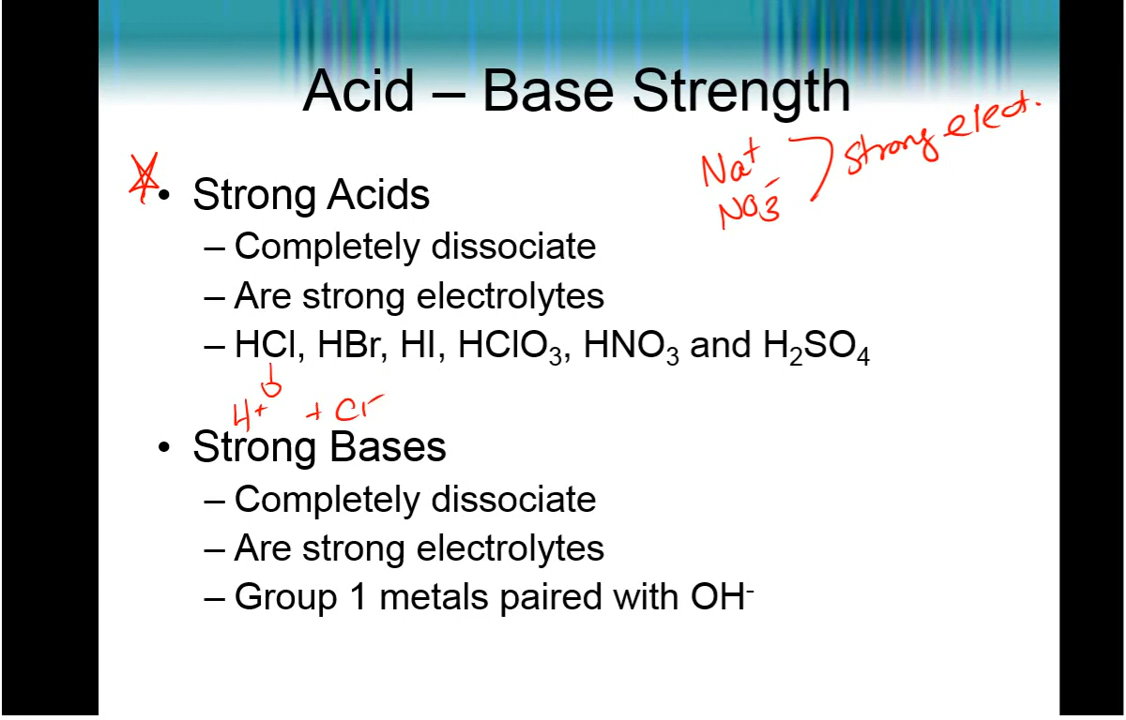 Acid – Base Strength
Na⁺
NO₃⁻
strong elect.
• Strong Acids
– Completely dissociate
– Are strong electrolytes
– HCl, HBr, HI, HClO₃, HNO₃ and H₂SO₄
H⁺ + Cl⁻
• Strong Bases
– Completely dissociate
– Are strong electrolytes
– Group 1 metals paired with OH⁻